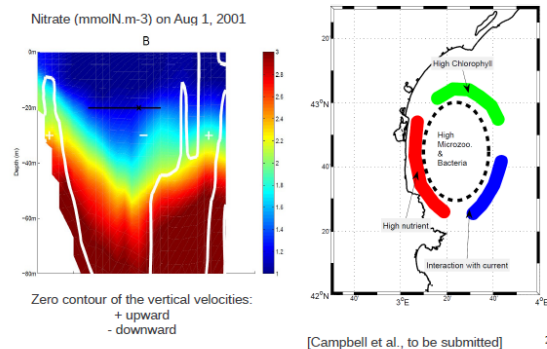 Nitrate (mmolN.m-3) on Aug 1, 2001
B
0m
-20m
-40m
-60m
-80m
Depth (m)
+
-
+
3
2.8
2.6
2.4
2.2
2
1.8
1.6
1.4
1.2
1
Zero contour of the vertical velocities:
+ upward
- downward
20'
43°N
40'
20'
42°N
40'
3°E
20'
40'
4°E
High Chlorophyll
High
Microzoo.
&
Bacteria
High nutrient
Interaction with current
[Campbell et al., to be submitted]